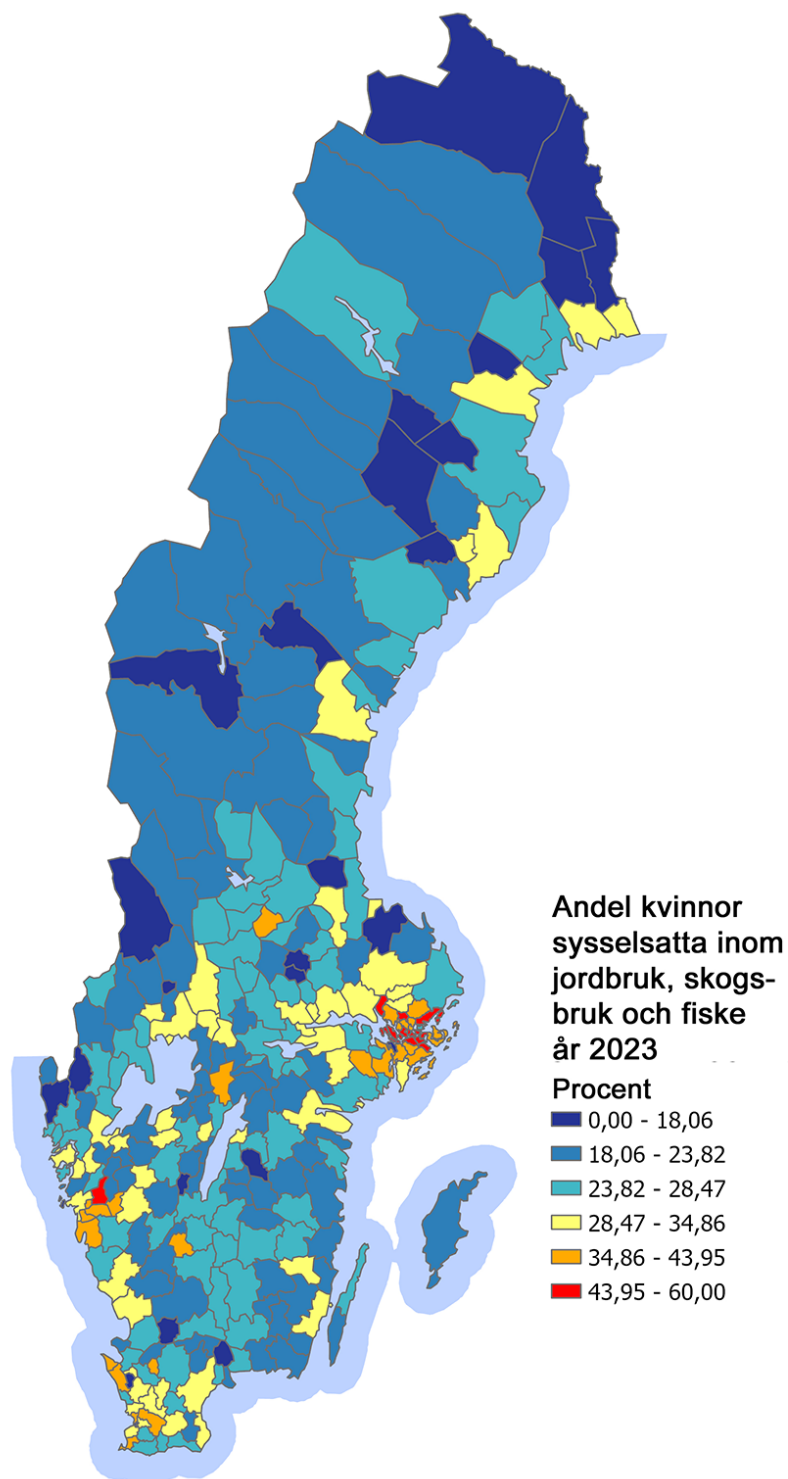 Andel kvinnor
sysselsatta inom
jordbruk, skogs-
bruk och fiske
år 2023
Procent
0,00 - 18,06
18,06 - 23,82
23,82 - 28,47
28,47 - 34,86
34,86 - 43,95
43,95 - 60,00